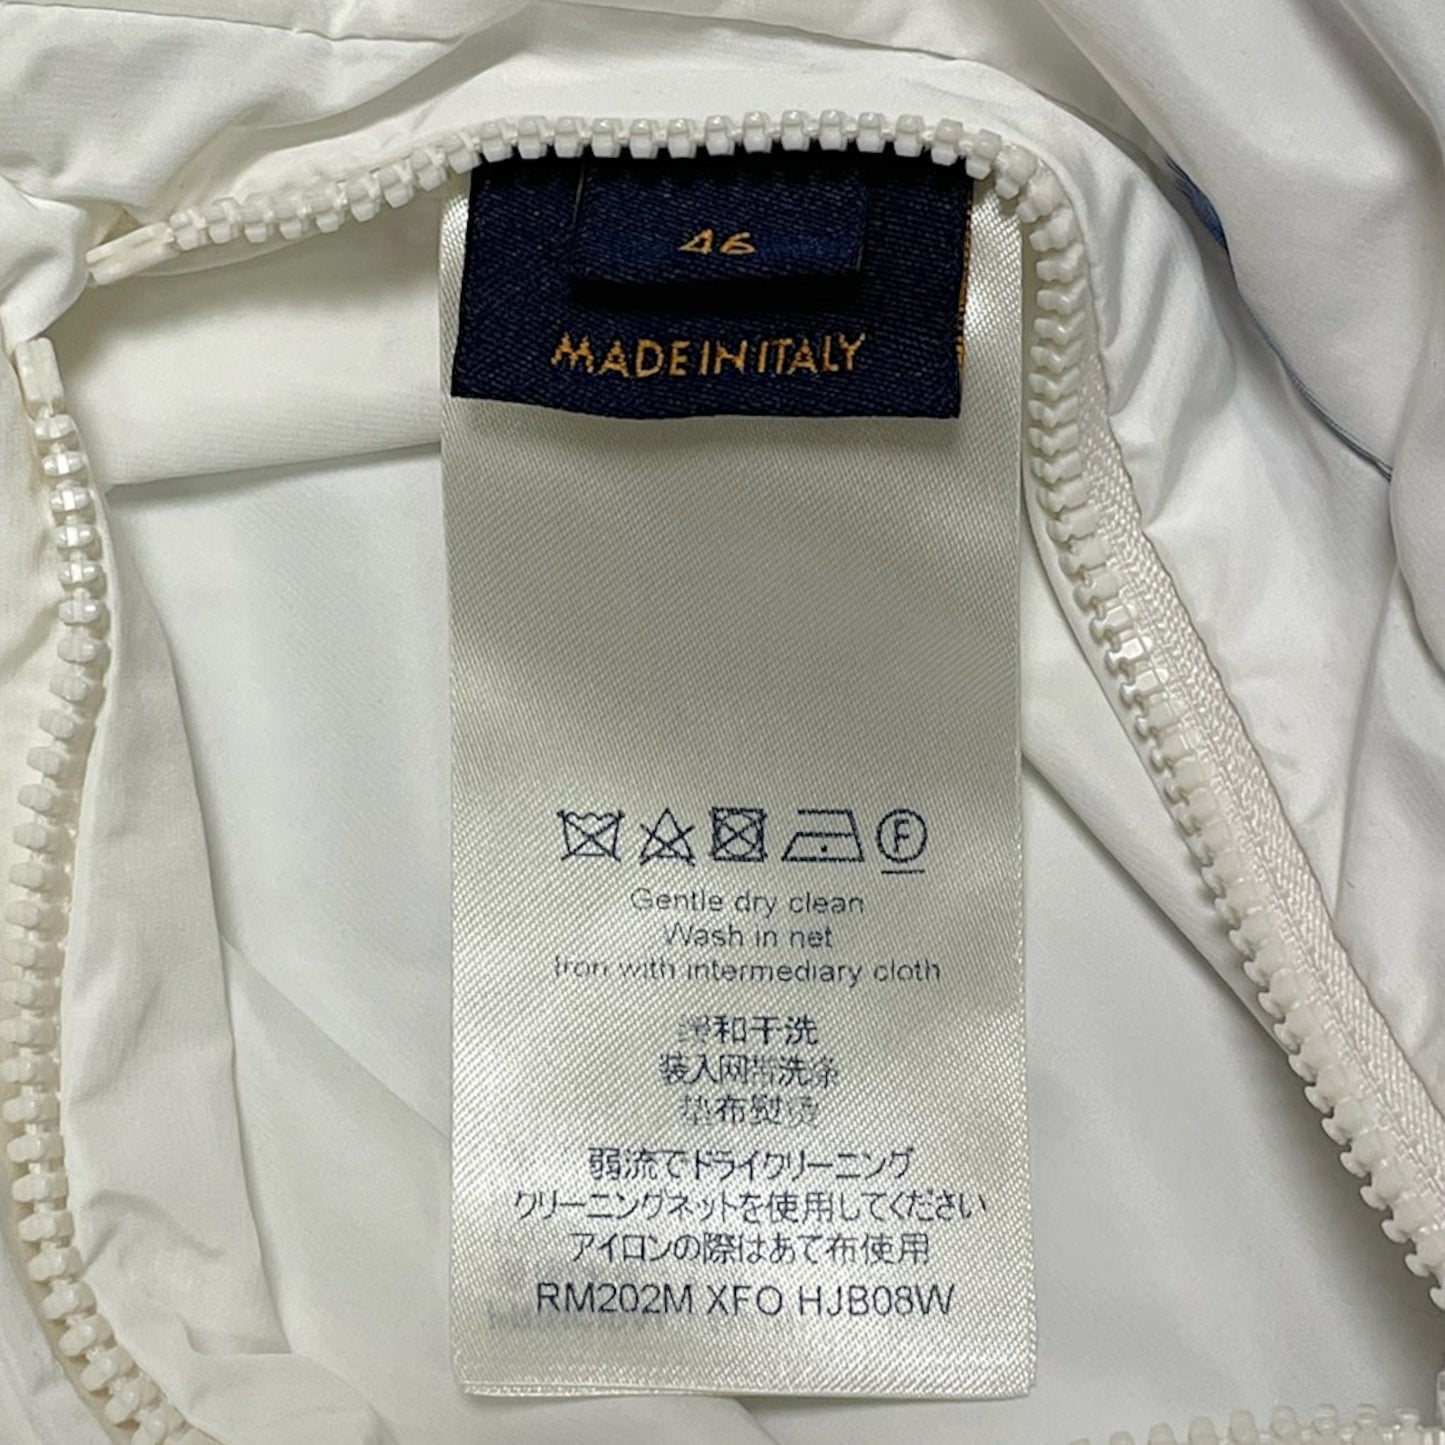 46
MADE IN ITALY
F
Gentle dry clean
Wash in net
Iron with intermediary cloth
缓和干洗
装入网带洗涤
垫布熨烫
弱流でドライクリーニング
クリーニングネットを使用してください
アイロンの際はあて布使用
RM202M XFO HJB08W